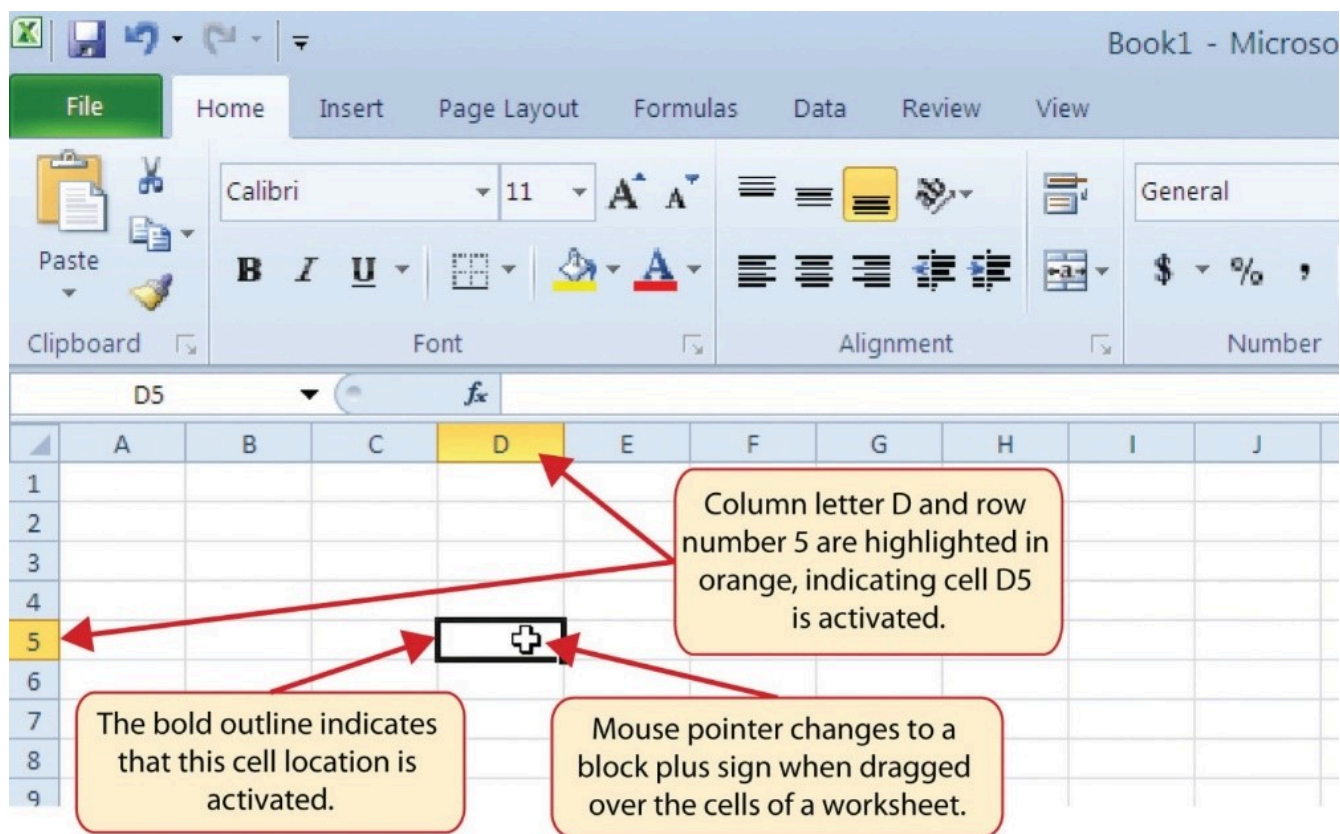 Book1 - Microso
File Home Insert Page Layout Formulas Data Review View
Calibri 11 A A General
Paste B I U A a $ % ,
Clipboard Font Alignment Number
D5 fx
A B C D E F G H I J
1
2
3
4
5
6
7
8
9
Column letter D and row
number 5 are highlighted in
orange, indicating cell D5
is activated.
The bold outline indicates
that this cell location is
activated.
Mouse pointer changes to a
block plus sign when dragged
over the cells of a worksheet.